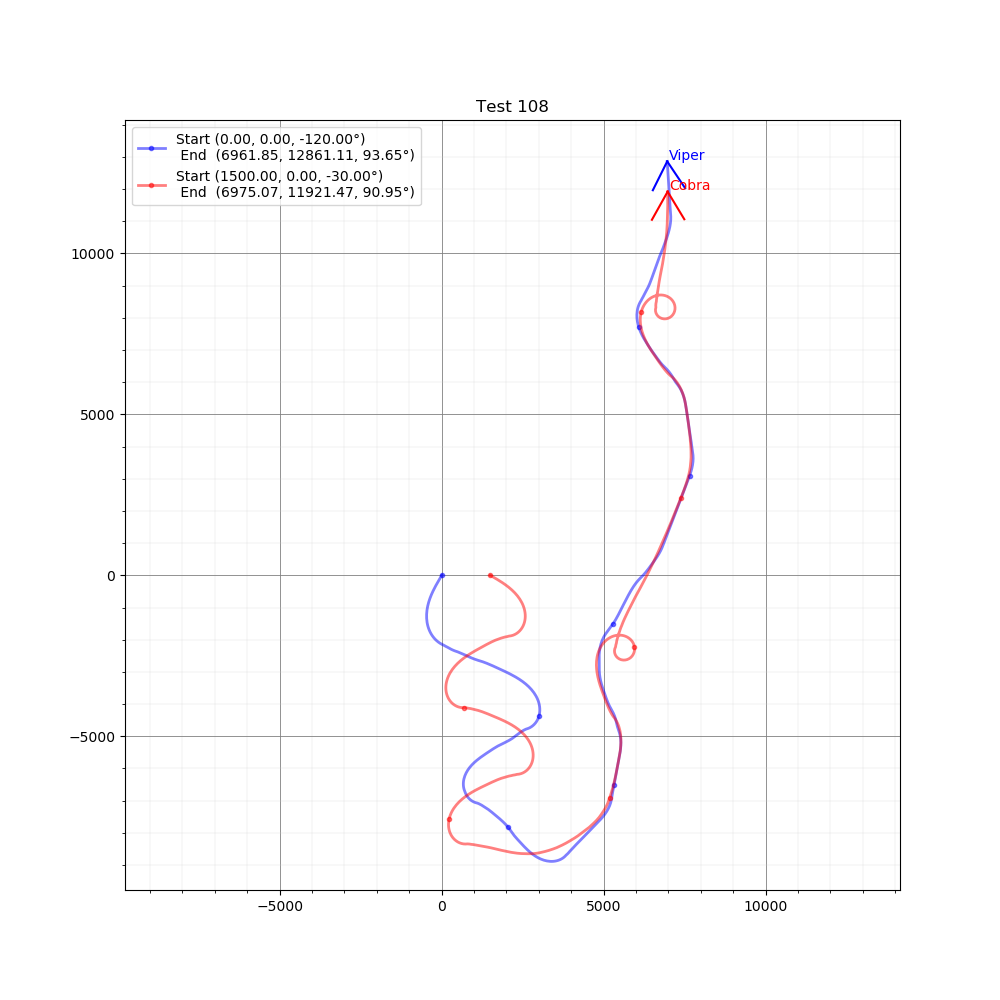 Test 108
Start (0.00, 0.00, -120.00°)
End (6961.85, 12861.11, 93.65°)
Start (1500.00, 0.00, -30.00°)
End (6975.07, 11921.47, 90.95°)
Viper
Cobra
10000
5000
0
−5000
−5000
0
5000
10000